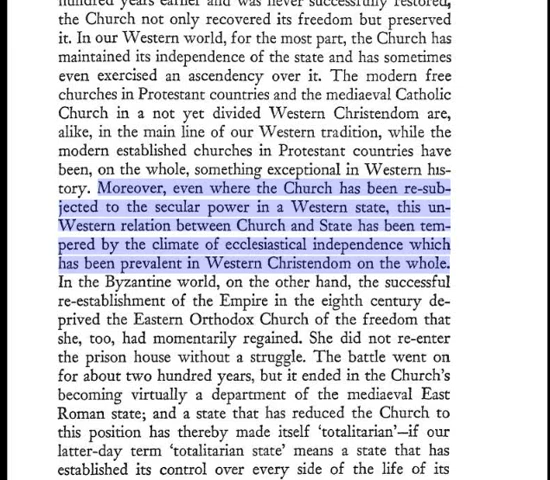 hundred years earlier and was never successfully restored,
the Church not only recovered its freedom but preserved
it. In our Western world, for the most part, the Church has
maintained its independence of the state and has sometimes
even exercised an ascendency over it. The modern free
churches in Protestant countries and the mediaeval Catholic
Church in a not yet divided Western Christendom are,
alike, in the main line of our Western tradition, while the
modern established churches in Protestant countries have
been, on the whole, something exceptional in Western his-
tory. Moreover, even where the Church has been re-sub-
jected to the secular power in a Western state, this un-
Western relation between Church and State has been tem-
pered by the climate of ecclesiastical independence which
has been prevalent in Western Christendom on the whole.
In the Byzantine world, on the other hand, the successful
re-establishment of the Empire in the eighth century de-
prived the Eastern Orthodox Church of the freedom that
she, too, had momentarily regained. She did not re-enter
the prison house without a struggle. The battle went on
for about two hundred years, but it ended in the Church's
becoming virtually a department of the mediaeval East
Roman state; and a state that has reduced the Church to
this position has thereby made itself 'totalitarian'—if our
latter-day term 'totalitarian state' means a state that has
established its control over every side of the life of its